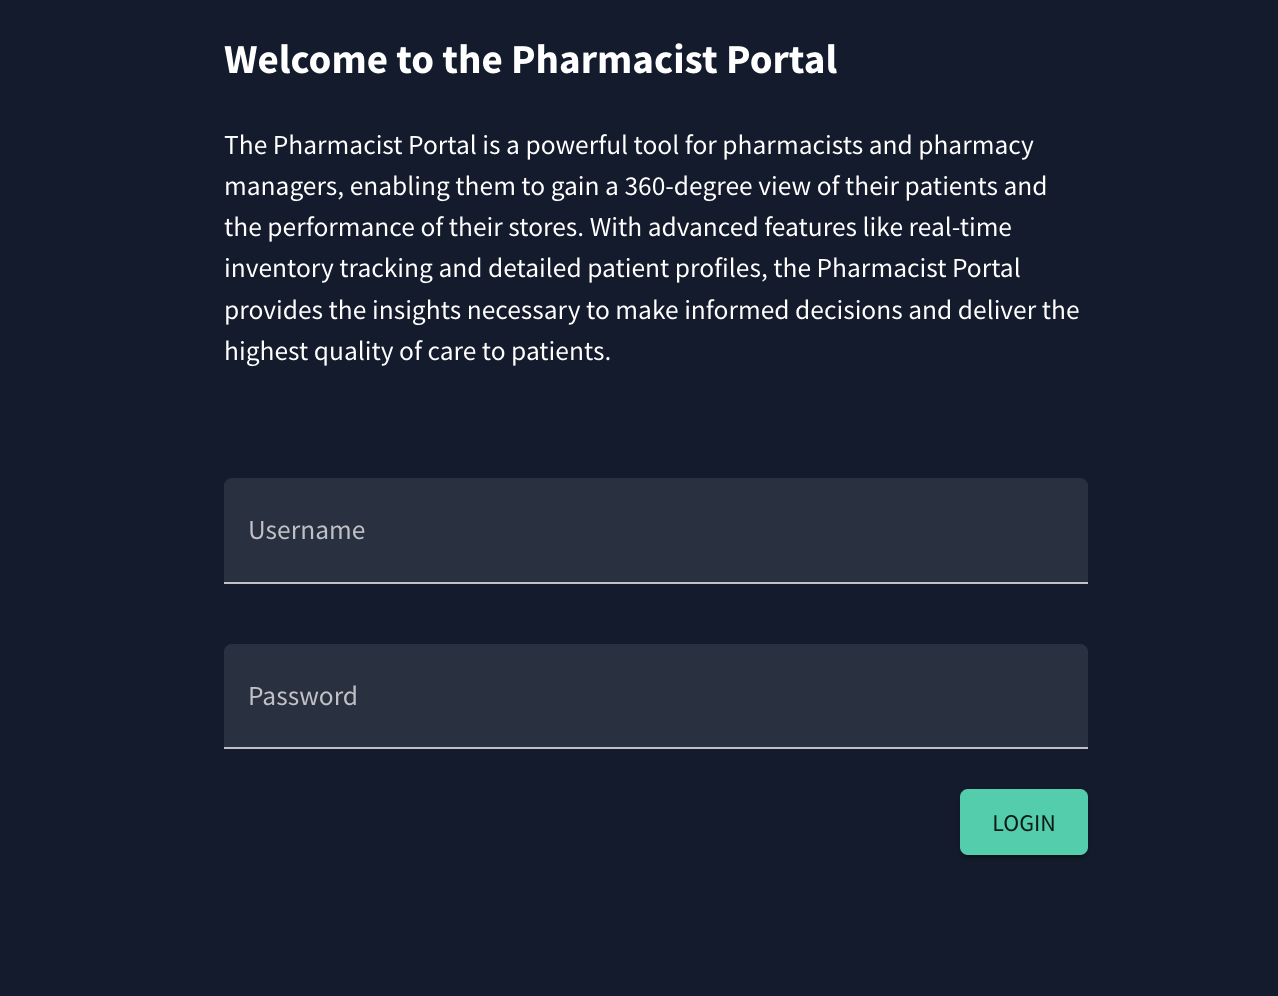 Welcome to the Pharmacist Portal
The Pharmacist Portal is a powerful tool for pharmacists and pharmacy
managers, enabling them to gain a 360-degree view of their patients and
the performance of their stores. With advanced features like real-time
inventory tracking and detailed patient profiles, the Pharmacist Portal
provides the insights necessary to make informed decisions and deliver the
highest quality of care to patients.
Username
Password
LOGIN